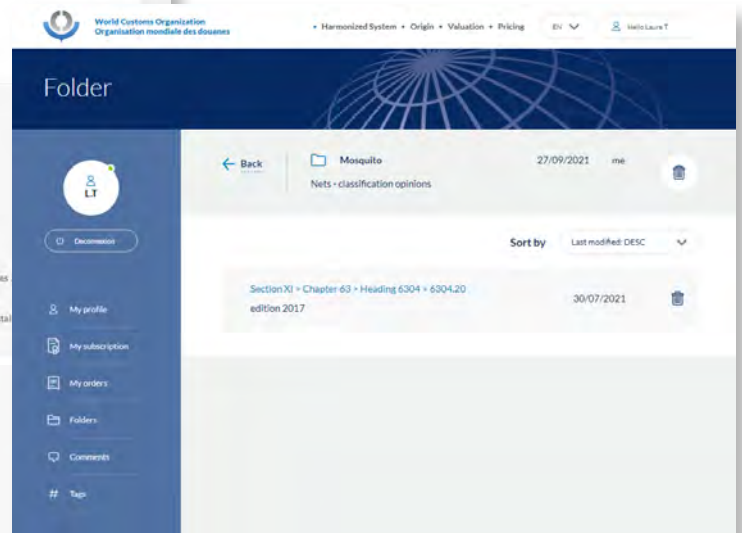 World Customs Organization
Organisation mondiale des douanes
• Harmonized System • Origin • Valuation • Pricing
EN
Hello Laure T
Folder
L.T
Deconnexion
My profile
My subscription
My orders
Folders
Comments
# Tags
Back
Mosquito
27/09/2021
me
Nets - classification opinions
Sort by
Last modified: DESC
Section XI > Chapter 63 > Heading 6304 > 6304.20
30/07/2021
edition 2017